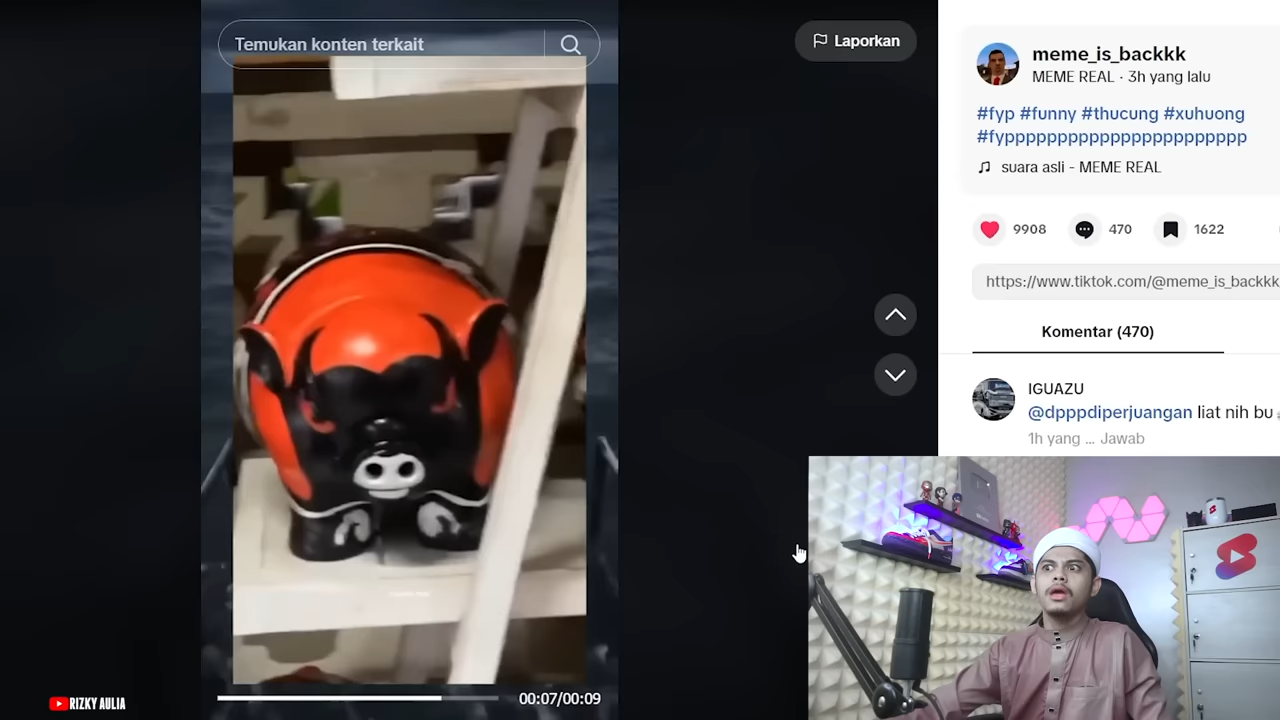 Temukan konten terkait
Laporkan
meme_is_backkk
MEME REAL · 3h yang lalu
#fyp #funny #thucung #xuhuong
#fyppppppppppppppppppppppp
suara asli - MEME REAL
9908
470
1622
https://www.tiktok.com/@meme_is_backkk
Komentar (470)
IGUAZU
@dpppdiperjuangan liat nih bu
1h yang ... Jawab
00:07/00:09
RIZKY AULIA